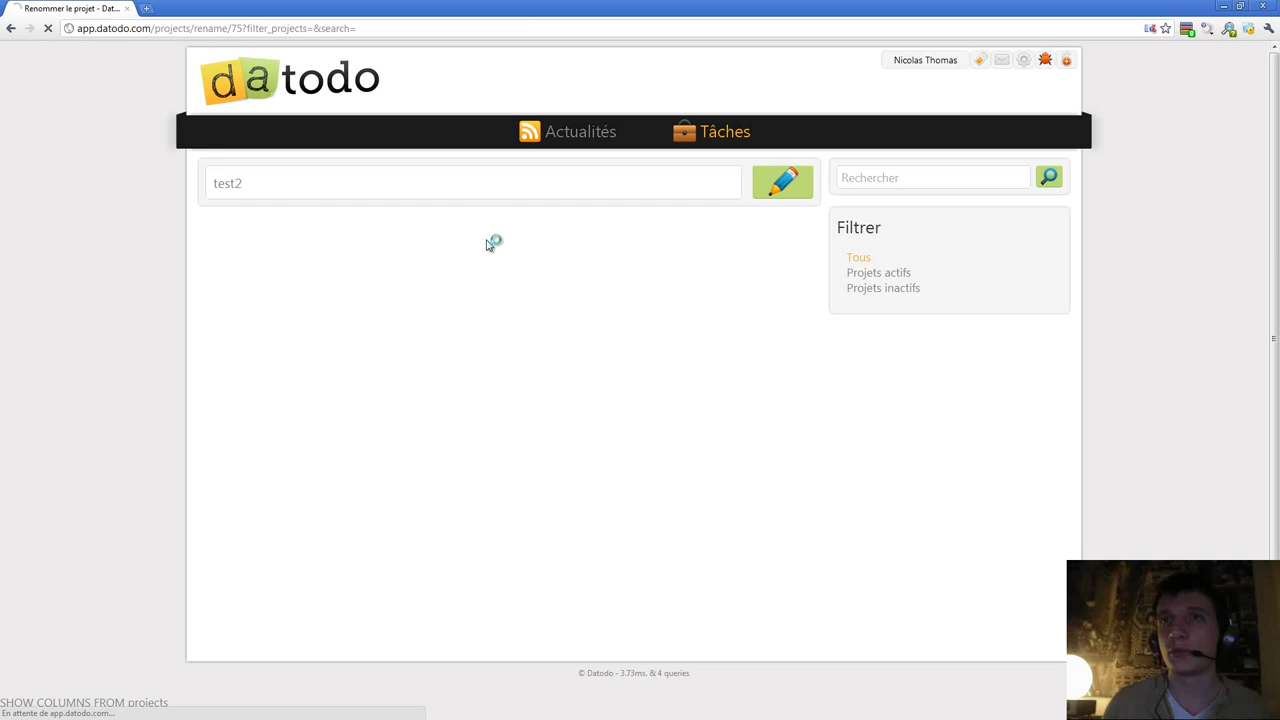 Renommer le projet - Dat...
app.datodo.com/projects/rename/75?filter_projects=&search=
datodo
Nicolas Thomas
Actualités
Tâches
test2
Rechercher
Filtrer
Tous
Projets actifs
Projets inactifs
© Datodo - 3.73ms. & 4 queries
SHOW COLUMNS FROM projects
En attente de app.datodo.com...